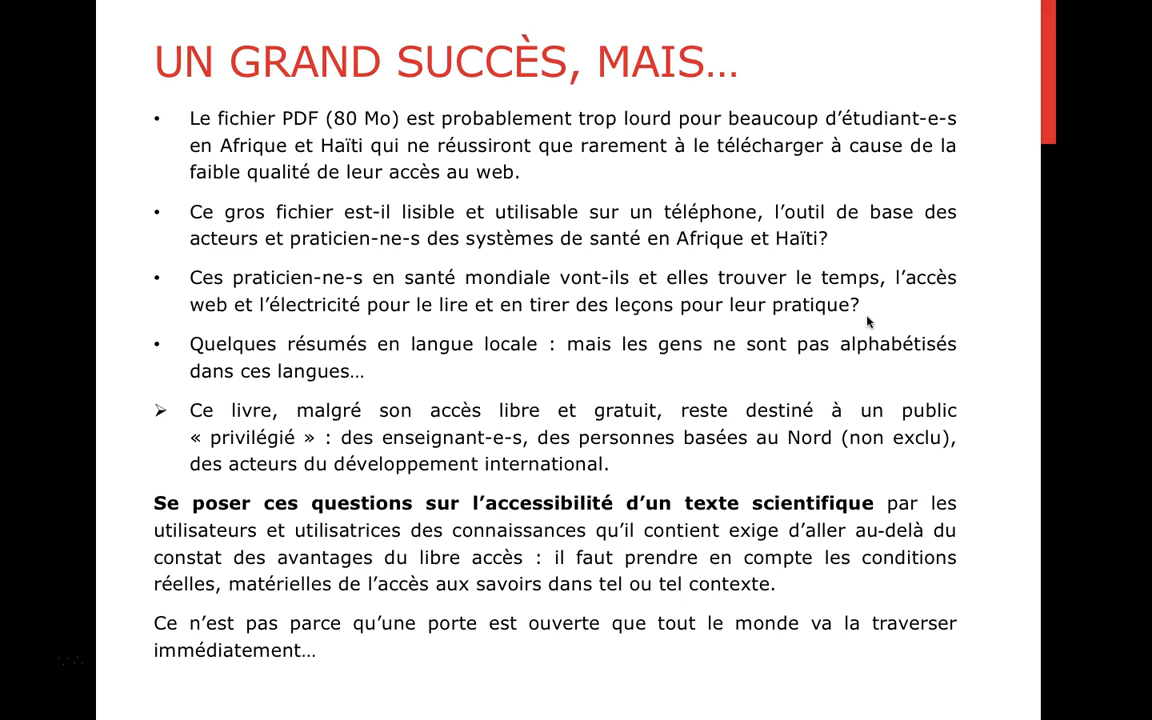 UN GRAND SUCCÈS, MAIS…
• Le fichier PDF (80 Mo) est probablement trop lourd pour beaucoup d’étudiant-e-s
en Afrique et Haïti qui ne réussiront que rarement à le télécharger à cause de la
faible qualité de leur accès au web.
• Ce gros fichier est-il lisible et utilisable sur un téléphone, l’outil de base des
acteurs et praticien-ne-s des systèmes de santé en Afrique et Haïti?
• Ces praticien-ne-s en santé mondiale vont-ils et elles trouver le temps, l’accès
web et l’électricité pour le lire et en tirer des leçons pour leur pratique?
• Quelques résumés en langue locale : mais les gens ne sont pas alphabétisés
dans ces langues…
➢ Ce livre, malgré son accès libre et gratuit, reste destiné à un public
« privilégié » : des enseignant-e-s, des personnes basées au Nord (non exclu),
des acteurs du développement international.
Se poser ces questions sur l’accessibilité d’un texte scientifique par les
utilisateurs et utilisatrices des connaissances qu’il contient exige d’aller au-delà du
constat des avantages du libre accès : il faut prendre en compte les conditions
réelles, matérielles de l’accès aux savoirs dans tel ou tel contexte.
Ce n’est pas parce qu’une porte est ouverte que tout le monde va la traverser
immédiatement…